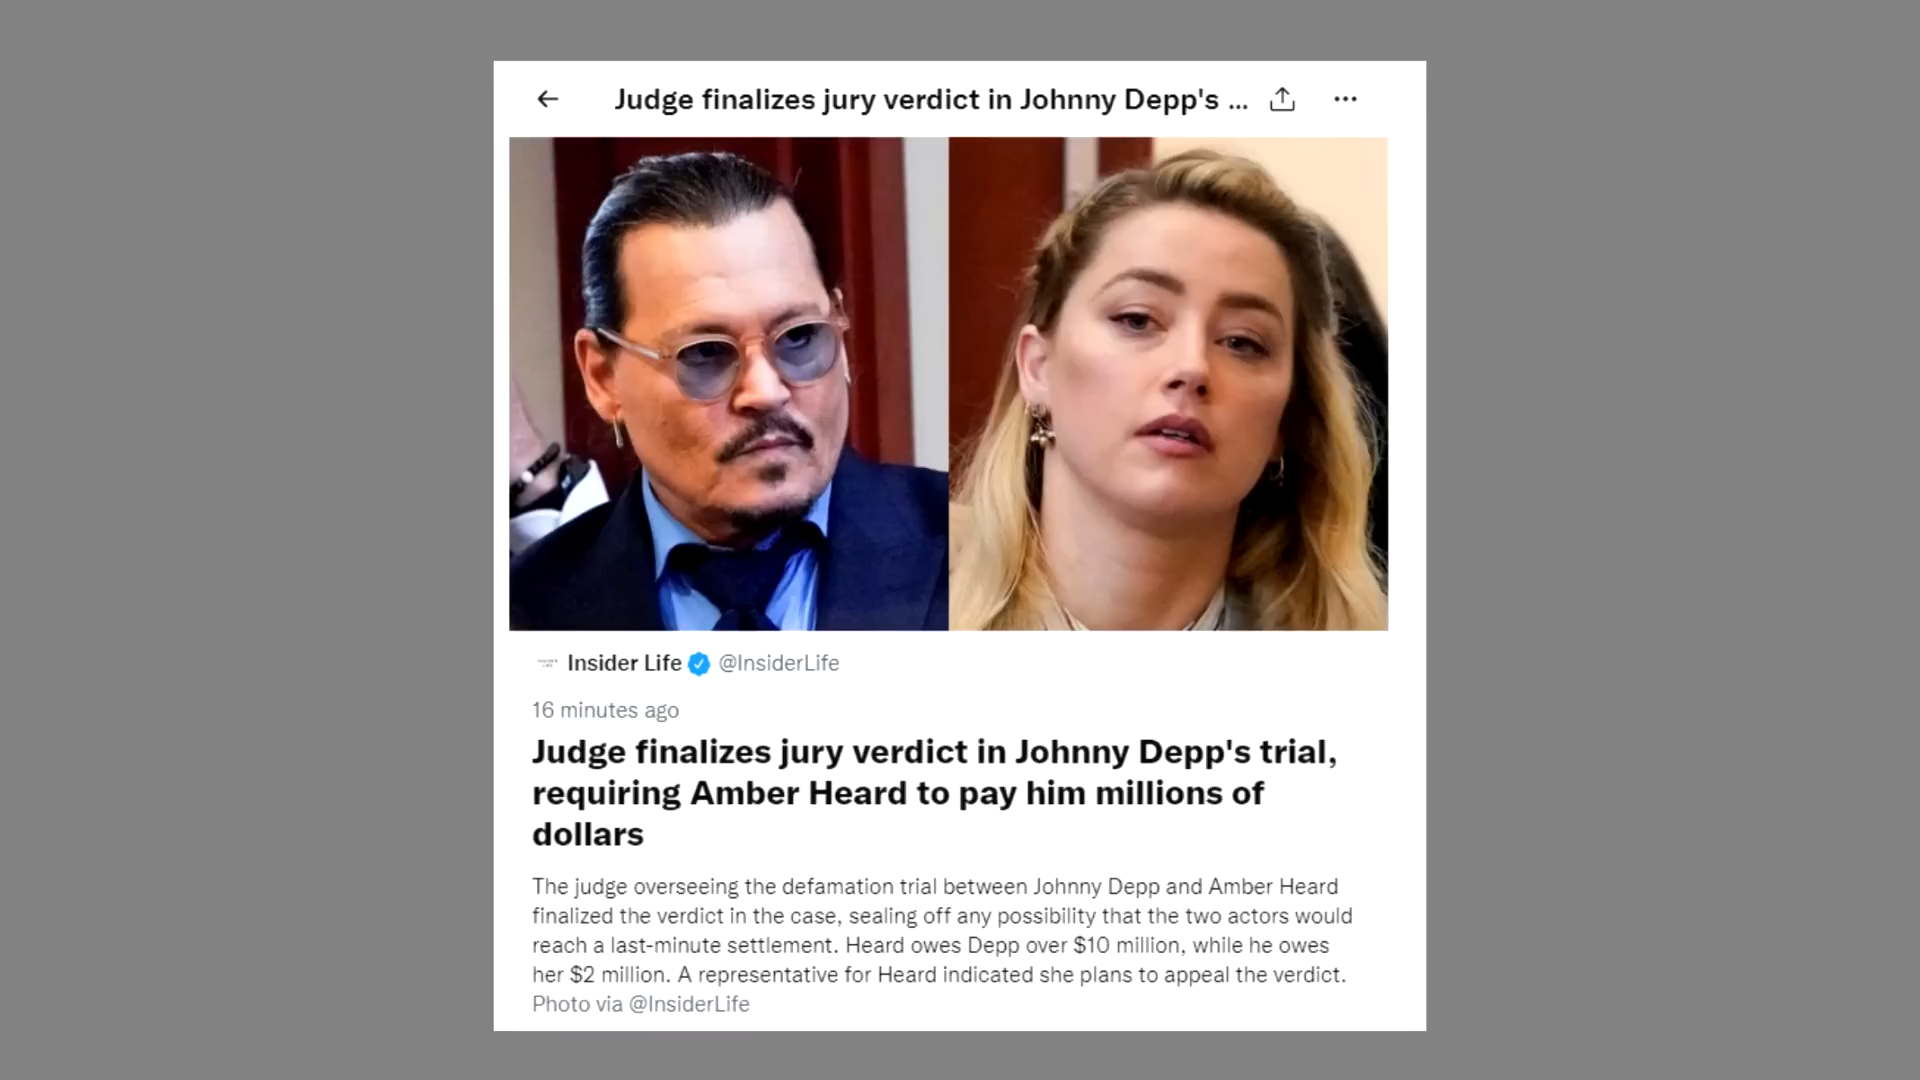 Judge finalizes jury verdict in Johnny Depp's ...
Insider Life @InsiderLife
16 minutes ago
Judge finalizes jury verdict in Johnny Depp's trial,
requiring Amber Heard to pay him millions of
dollars
The judge overseeing the defamation trial between Johnny Depp and Amber Heard
finalized the verdict in the case, sealing off any possibility that the two actors would
reach a last-minute settlement. Heard owes Depp over $10 million, while he owes
her $2 million. A representative for Heard indicated she plans to appeal the verdict.
Photo via @InsiderLife